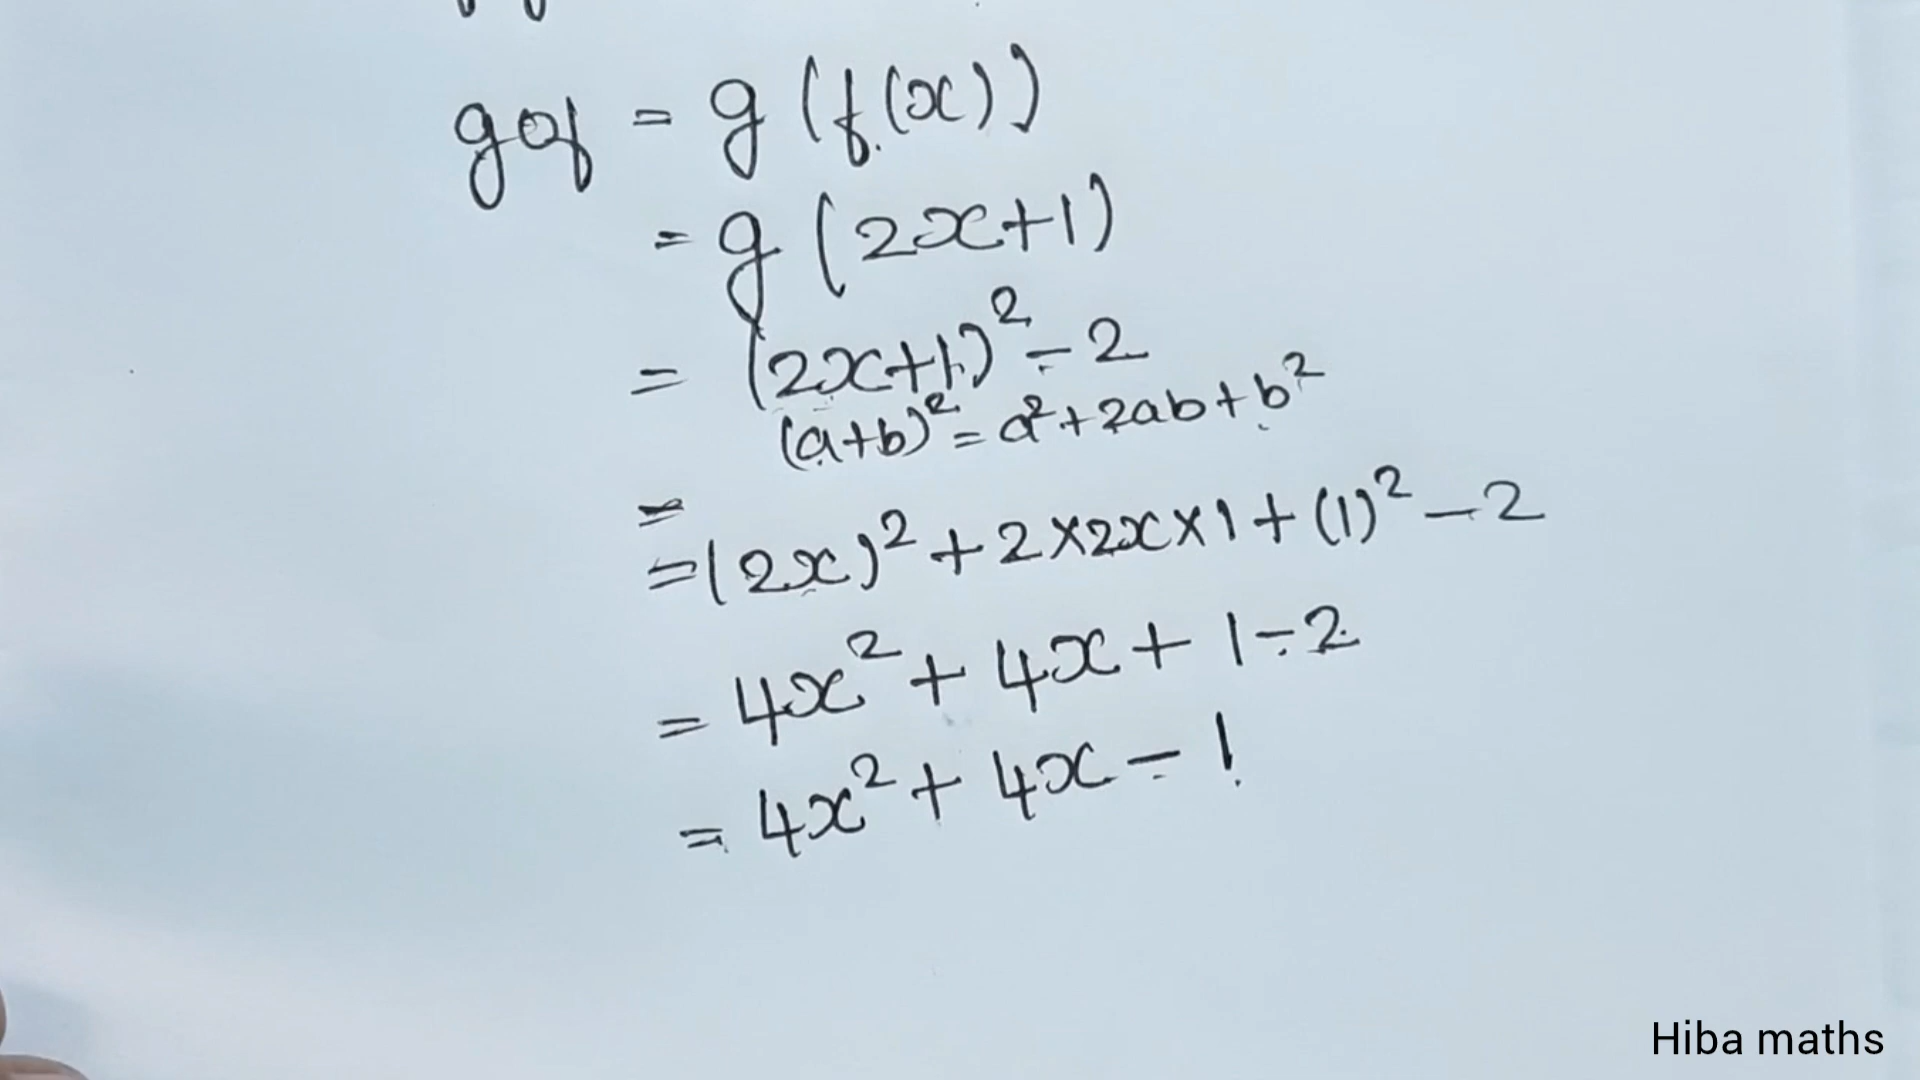 gof = g(f(x))
= g(2x+1)
= (2x+1)² - 2
(a+b)² = a²+2ab+b²
=
=(2x)² + 2×2x×1+(1)² - 2
= 4x² + 4x + 1-2
= 4x² + 4x - 1
Hiba maths